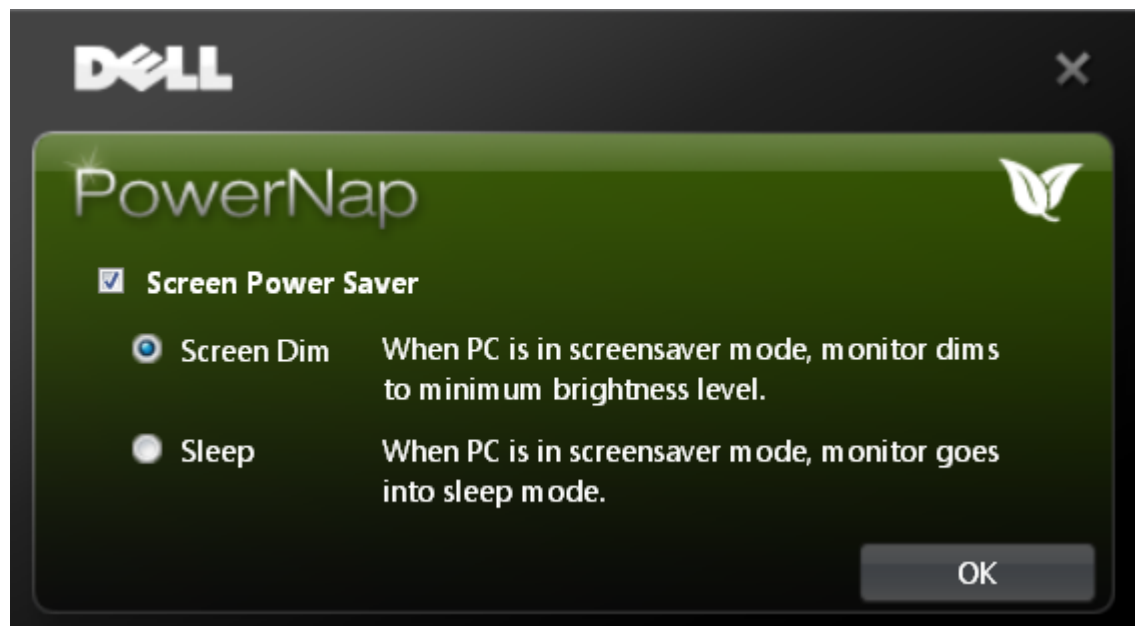 DELL
PowerNap
Screen Power Saver
Screen Dim When PC is in screensaver mode, monitor dims
to minimum brightness level.
Sleep When PC is in screensaver mode, monitor goes
into sleep mode.
OK